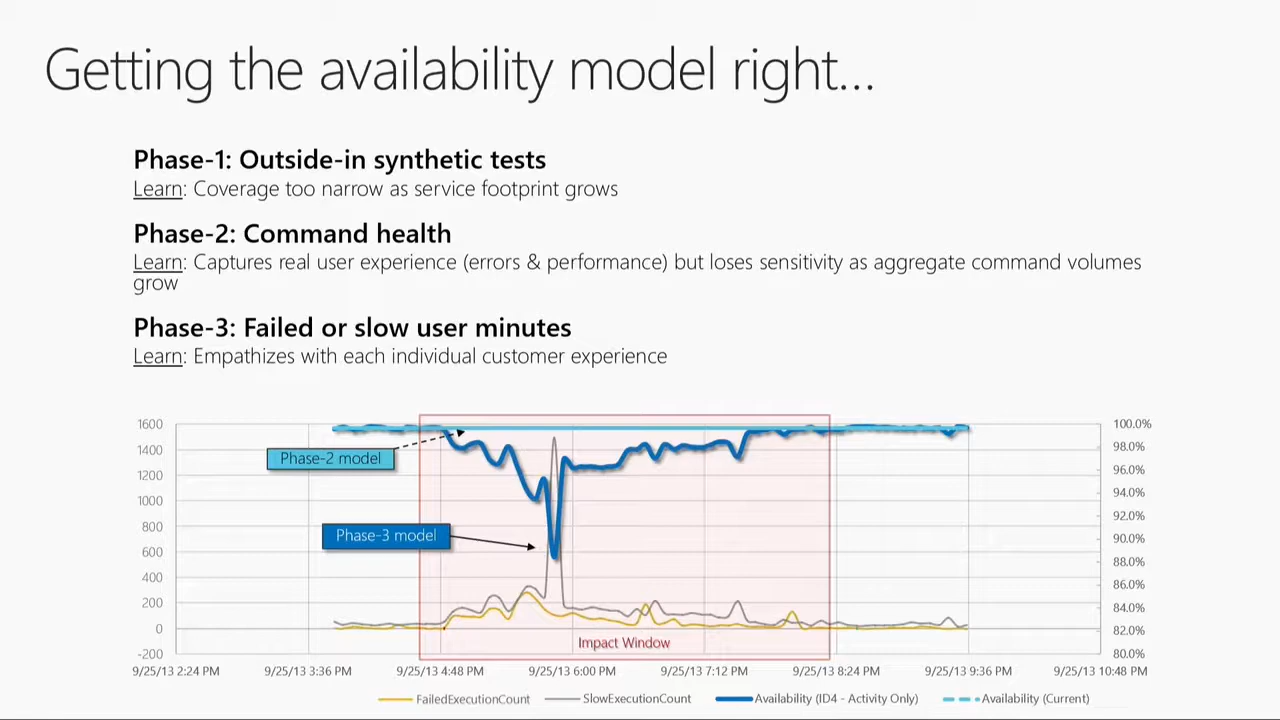 Getting the availability model right...
Phase-1: Outside-in synthetic tests
Learn: Coverage too narrow as service footprint grows
Phase-2: Command health
Learn: Captures real user experience (errors & performance) but loses sensitivity as aggregate command volumes
grow
Phase-3: Failed or slow user minutes
Learn: Empathizes with each individual customer experience
1600
1400
1200
1000
800
600
400
200
0
-200
Phase-2 model
Phase-3 model
Impact Window
100.0%
98.0%
96.0%
94.0%
92.0%
90.0%
88.0%
86.0%
84.0%
82.0%
80.0%
9/25/13 2:24 PM 9/25/13 3:36 PM 9/25/13 4:48 PM 9/25/13 6:00 PM 9/25/13 7:12 PM 9/25/13 8:24 PM 9/25/13 9:36 PM 9/25/13 10:48 PM
FailedExecutionCount SlowExecutionCount Availability (ID4 - Activity Only) Availability (Current)